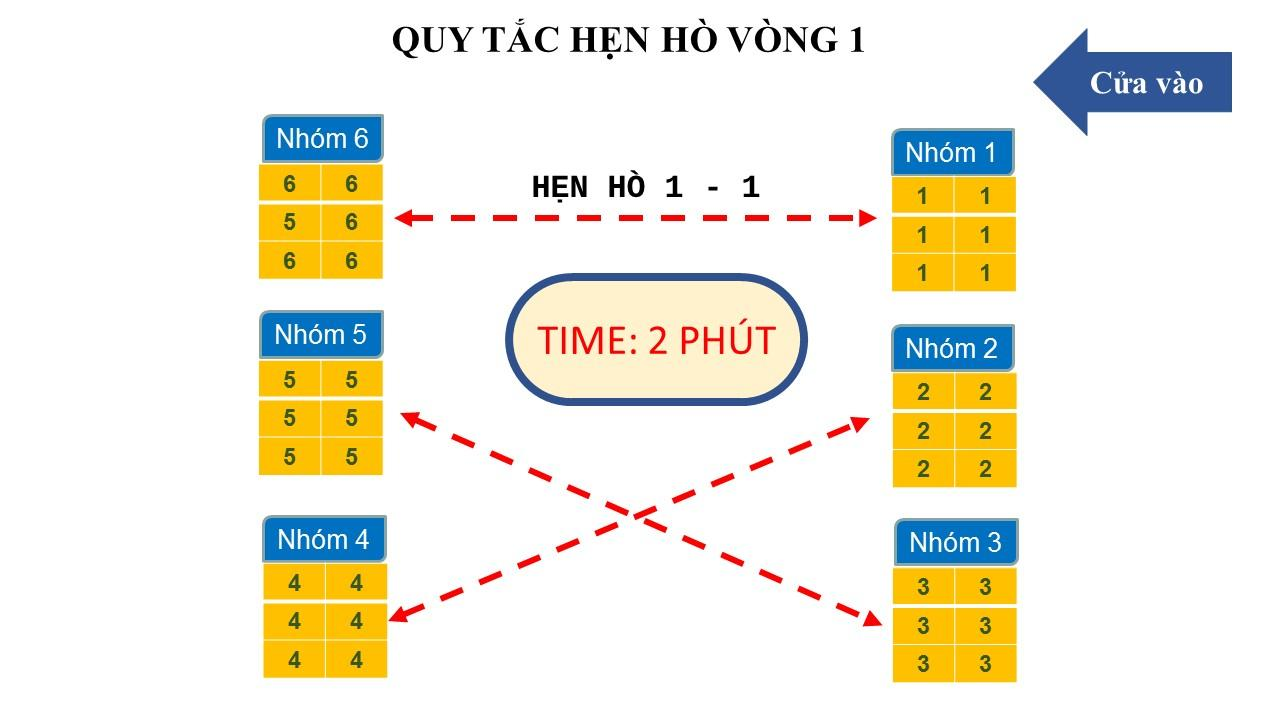 QUY TẮC HẸN HÒ VÒNG 1
Cửa vào
Nhóm 6
6 6
5 6
6 6
HẸN HÒ 1 - 1
Nhóm 1
1 1
1 1
1 1
TIME: 2 PHÚT
Nhóm 5
5 5
5 5
5 5
Nhóm 2
2 2
2 2
2 2
Nhóm 4
4 4
4 4
4 4
Nhóm 3
3 3
3 3
3 3